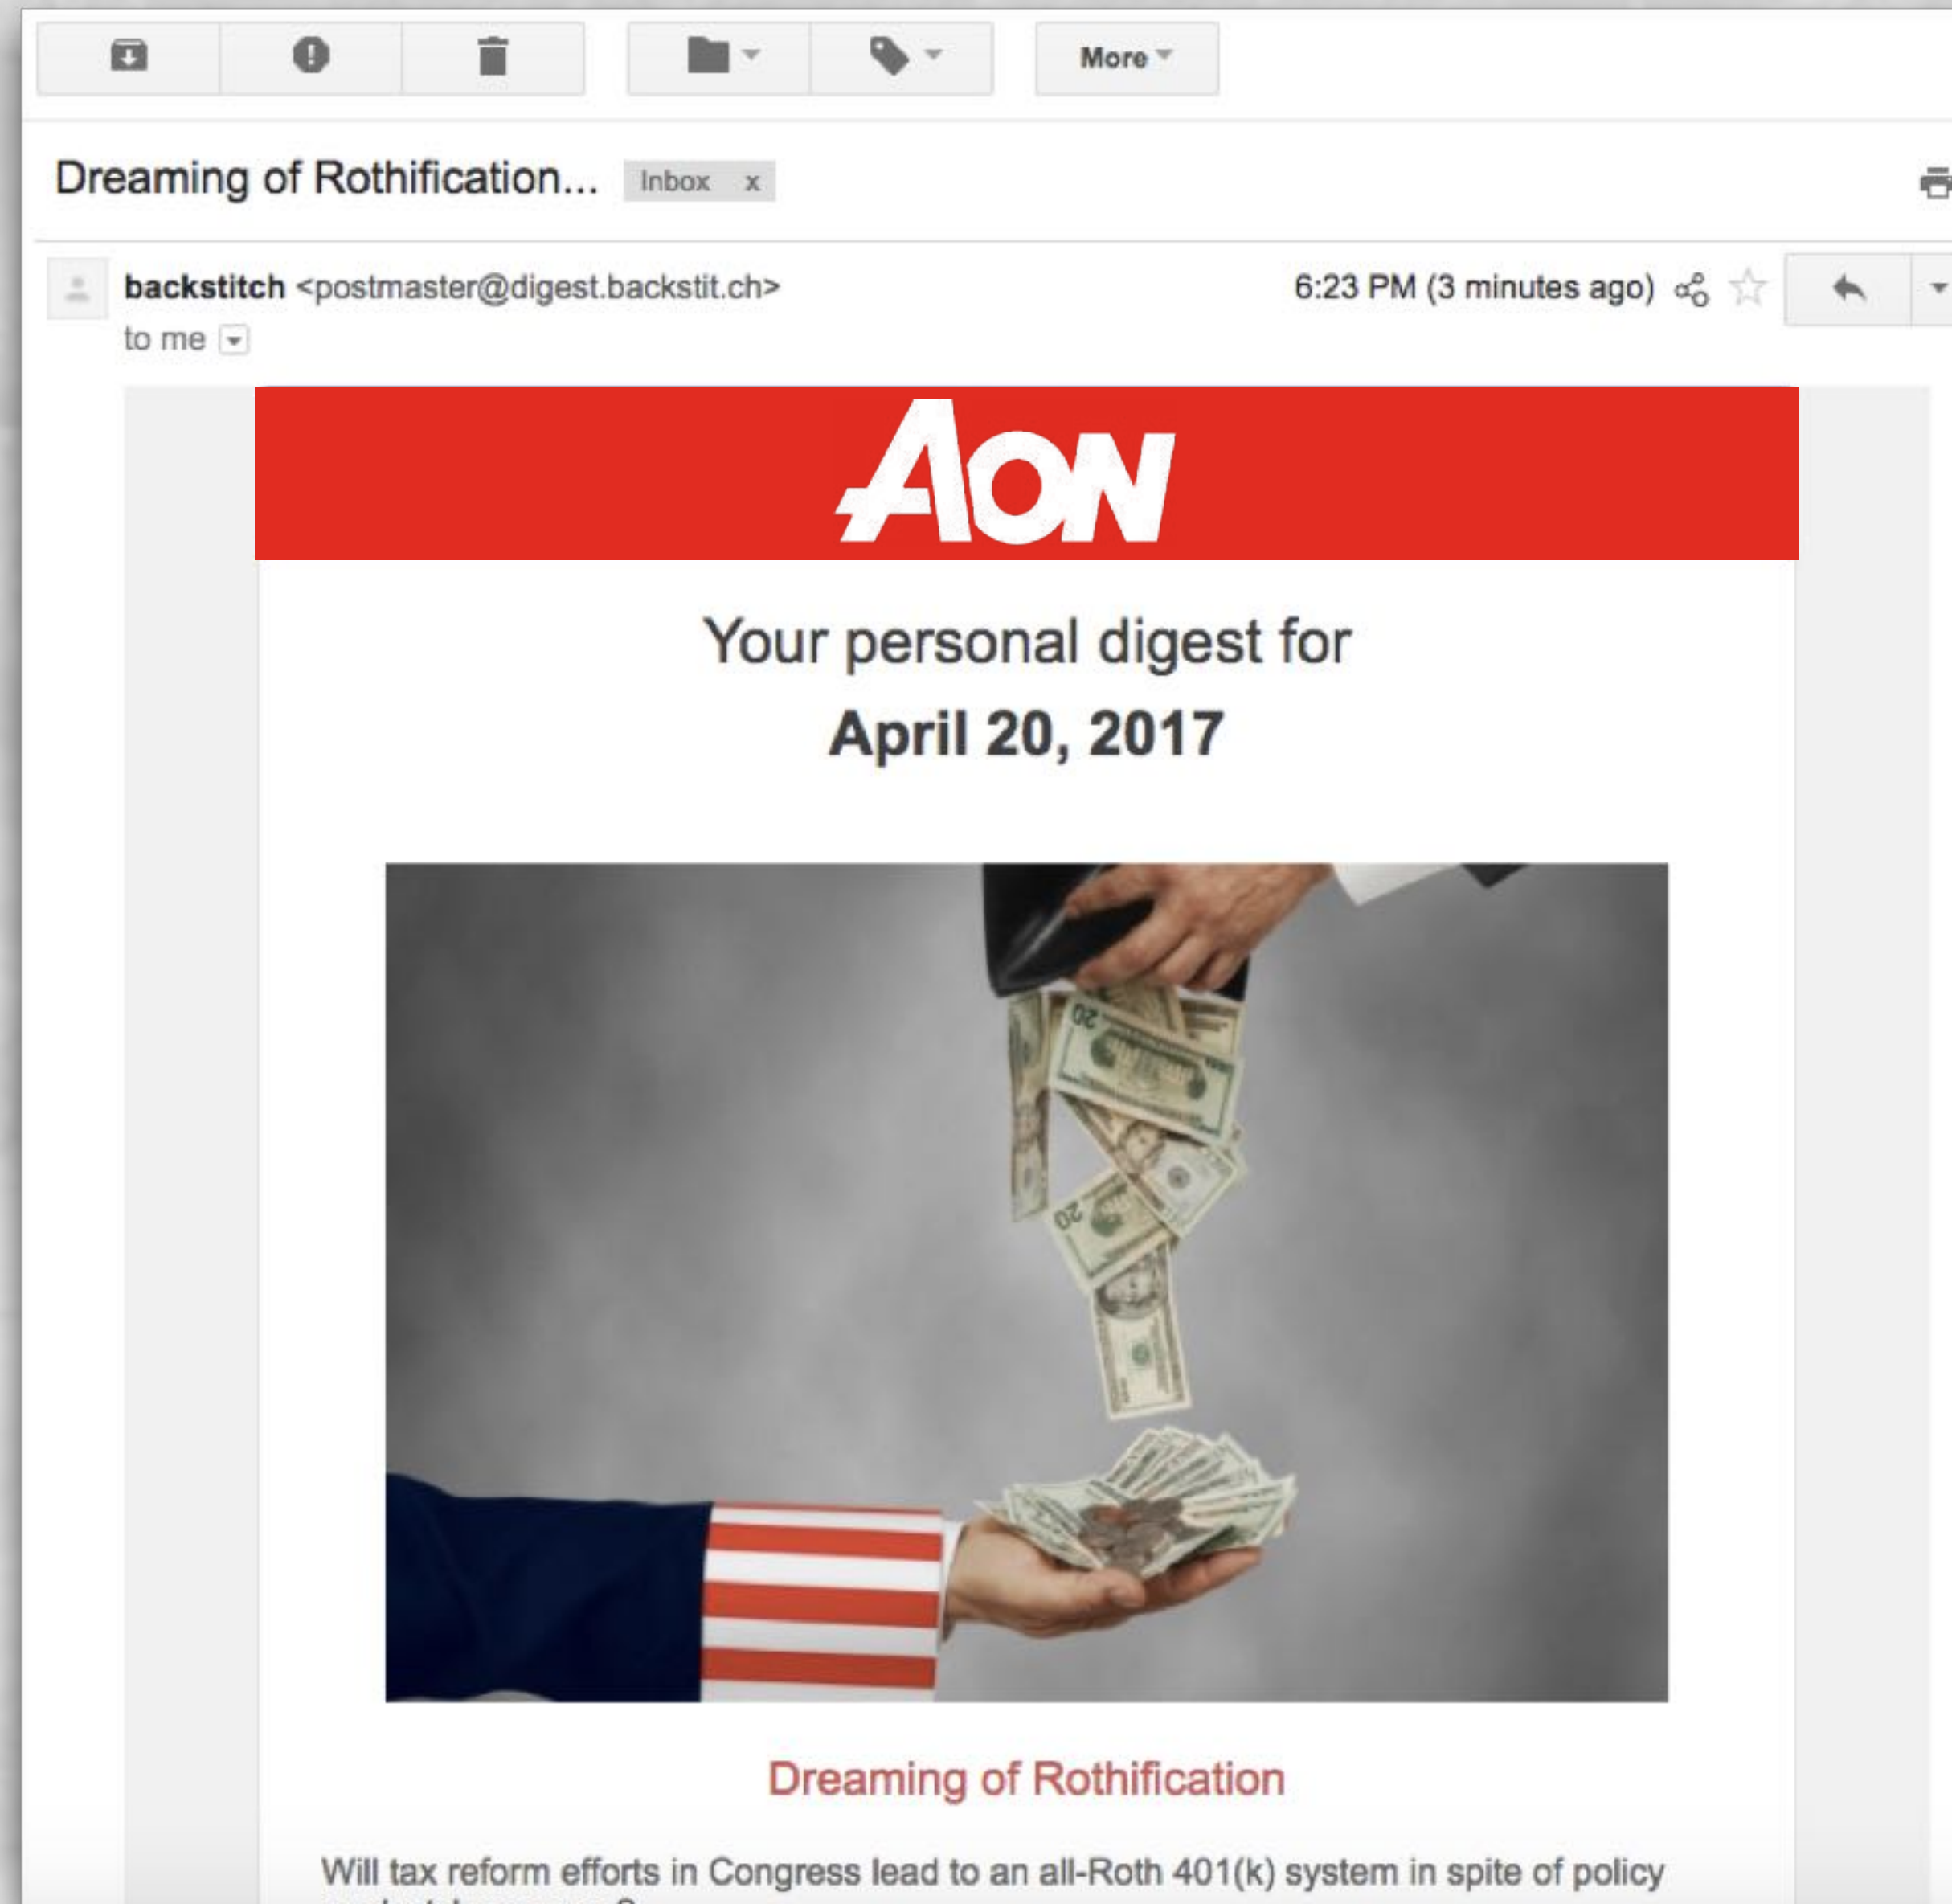 More
Dreaming of Rothification... Inbox x
backstitch <postmaster@digest.backstit.ch> 6:23 PM (3 minutes ago)
to me
AON
Your personal digest for
April 20, 2017
20
20
Dreaming of Rothification
Will tax reform efforts in Congress lead to an all-Roth 401(k) system in spite of policy